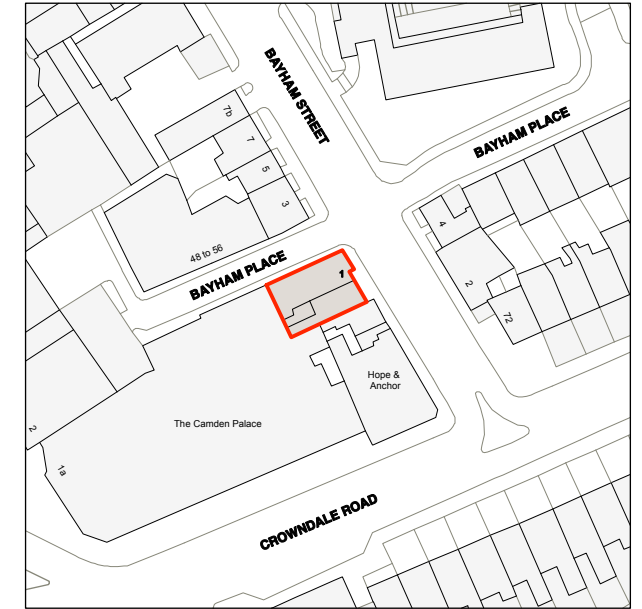 BAYHAM STREET
7b
7
5
3
BAYHAM PLACE
4
2
72
48 to 56
BAYHAM PLACE
1
Hope &
Anchor
The Camden Palace
2
1a
CROWNDALE ROAD